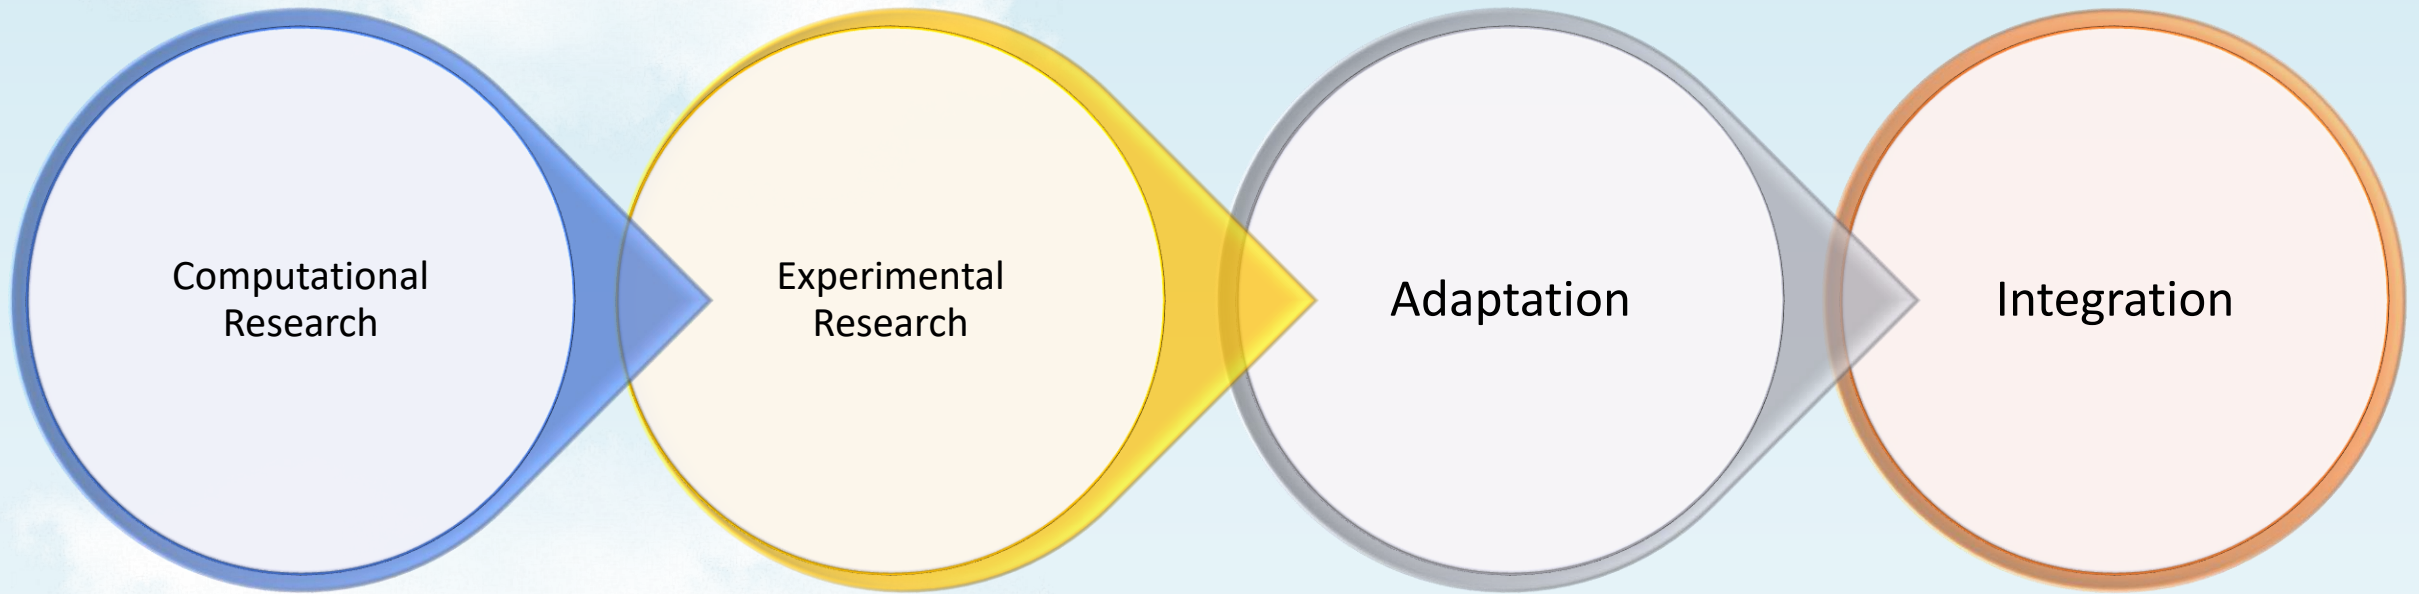 Computational
Research
Experimental
Research
Adaptation
Integration